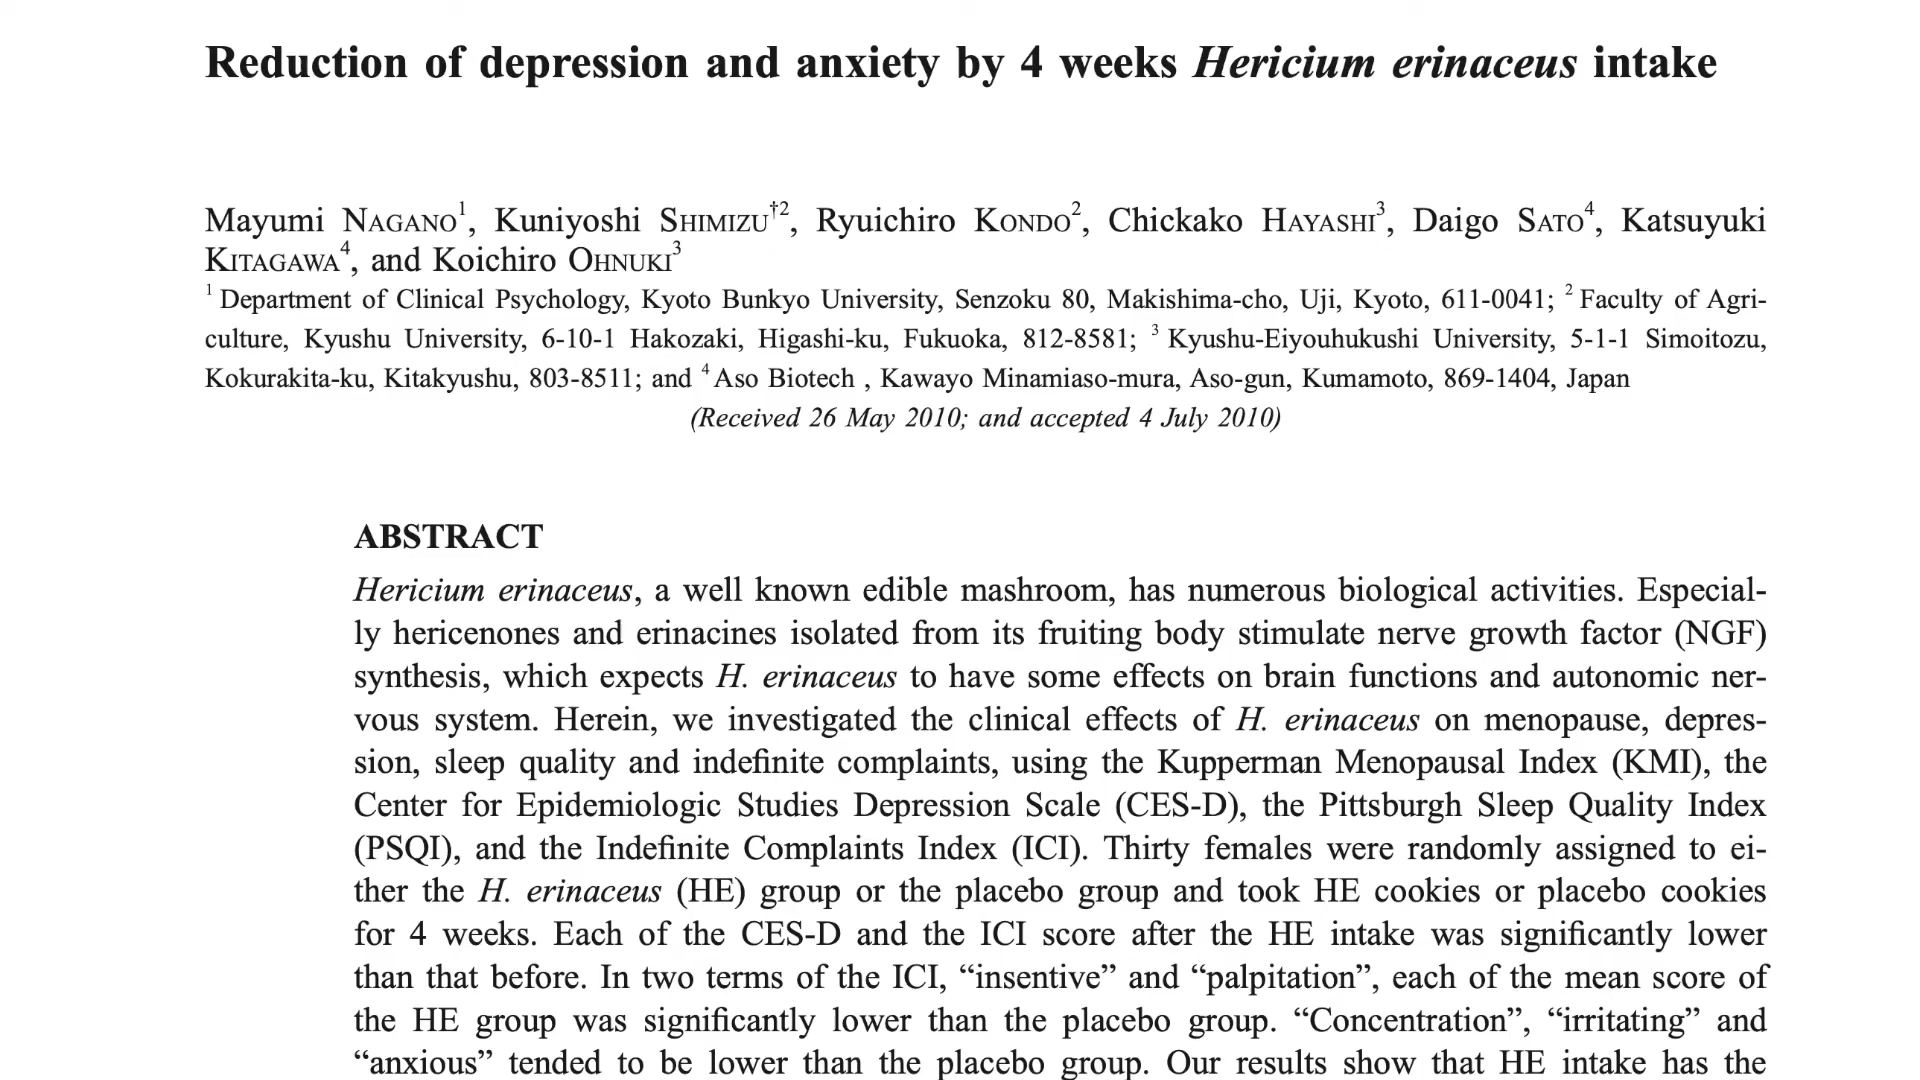 Reduction of depression and anxiety by 4 weeks Hericium erinaceus intake
Mayumi NAGANO1, Kuniyoshi SHIMIZU†2, Ryuichiro KONDO2, Chickako HAYASHI3, Daigo SATO4, Katsuyuki
KITAGAWA4, and Koichiro OHNUKI3
1 Department of Clinical Psychology, Kyoto Bunkyo University, Senzoku 80, Makishima-cho, Uji, Kyoto, 611-0041; 2 Faculty of Agri-
culture, Kyushu University, 6-10-1 Hakozaki, Higashi-ku, Fukuoka, 812-8581; 3 Kyushu-Eiyouhukushi University, 5-1-1 Simoitozu,
Kokurakita-ku, Kitakyushu, 803-8511; and 4 Aso Biotech , Kawayo Minamiaso-mura, Aso-gun, Kumamoto, 869-1404, Japan
(Received 26 May 2010; and accepted 4 July 2010)
ABSTRACT
Hericium erinaceus, a well known edible mashroom, has numerous biological activities. Especial-
ly hericenones and erinacines isolated from its fruiting body stimulate nerve growth factor (NGF)
synthesis, which expects H. erinaceus to have some effects on brain functions and autonomic ner-
vous system. Herein, we investigated the clinical effects of H. erinaceus on menopause, depres-
sion, sleep quality and indefinite complaints, using the Kupperman Menopausal Index (KMI), the
Center for Epidemiologic Studies Depression Scale (CES-D), the Pittsburgh Sleep Quality Index
(PSQI), and the Indefinite Complaints Index (ICI). Thirty females were randomly assigned to ei-
ther the H. erinaceus (HE) group or the placebo group and took HE cookies or placebo cookies
for 4 weeks. Each of the CES-D and the ICI score after the HE intake was significantly lower
than that before. In two terms of the ICI, “insentive” and “palpitation”, each of the mean score of
the HE group was significantly lower than the placebo group. “Concentration”, “irritating” and
“anxious” tended to be lower than the placebo group. Our results show that HE intake has the